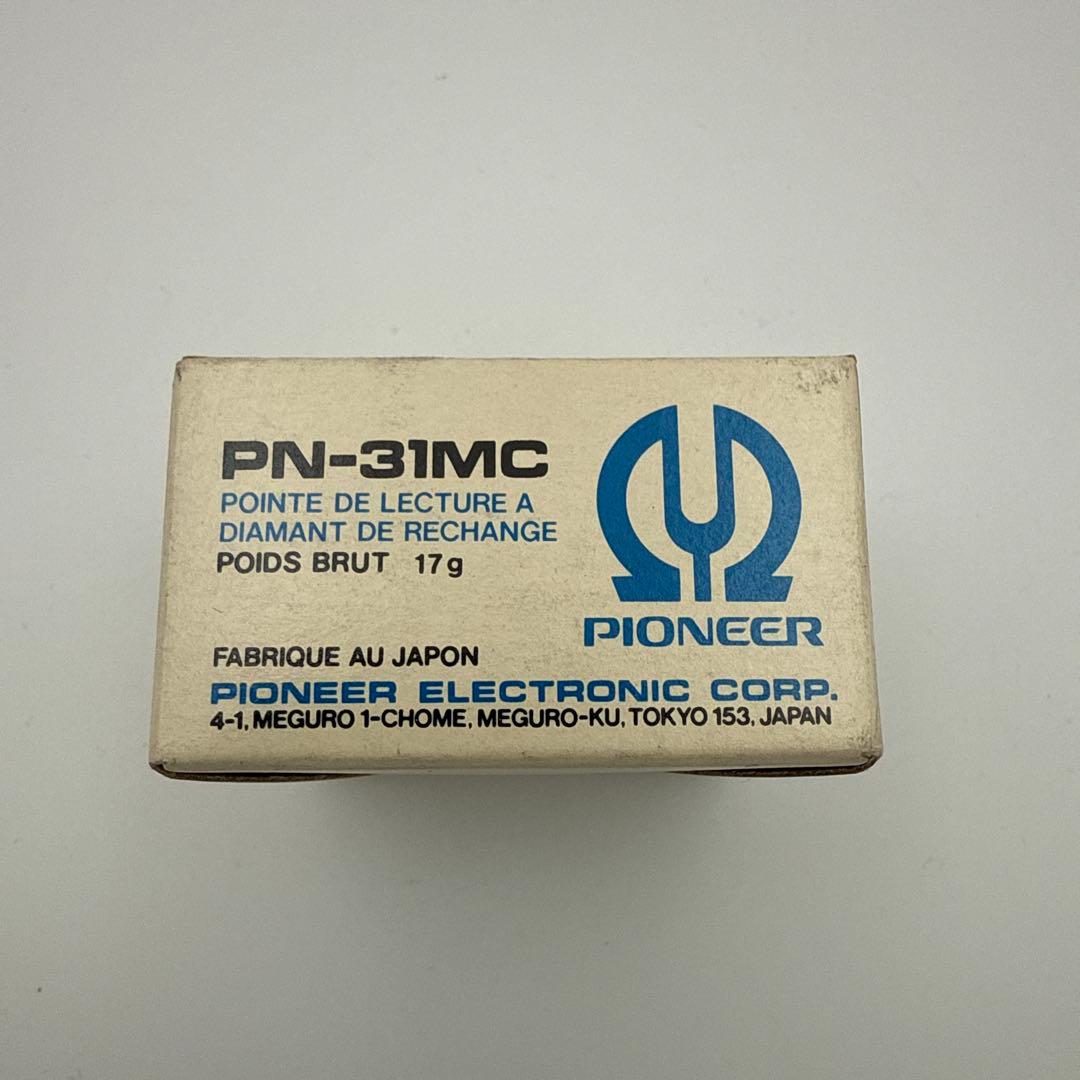 PN-31MC
POINTE DE LECTURE A
DIAMANT DE RECHANGE
POIDS BRUT 17g
PIONEER
FABRIQUE AU JAPON
PIONEER ELECTRONIC CORP.
4-1, MEGURO 1-CHOME, MEGURO-KU, TOKYO 153, JAPAN